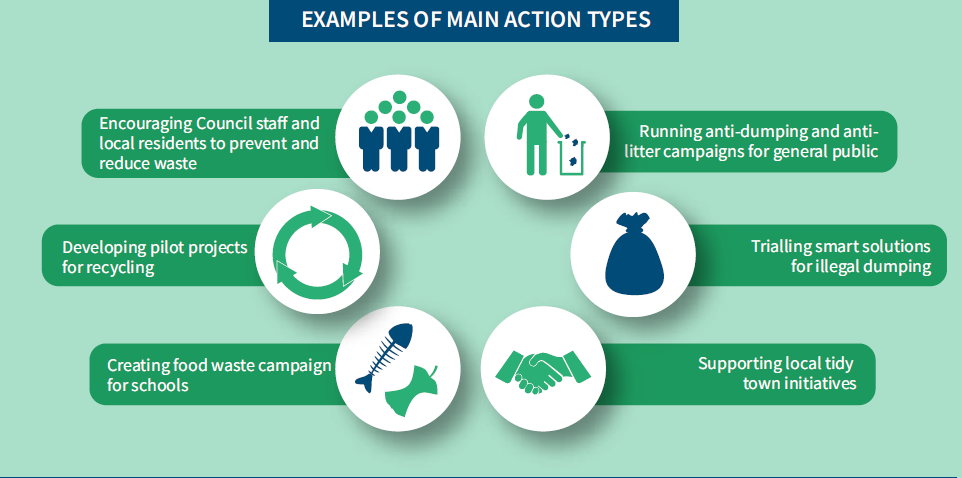 EXAMPLES OF MAIN ACTION TYPES
Encouraging Council staff and
local residents to prevent and
reduce waste
Running anti-dumping and anti-
litter campaigns for general public
Developing pilot projects
for recycling
Trialling smart solutions
for illegal dumping
Creating food waste campaign
for schools
Supporting local tidy
town initiatives